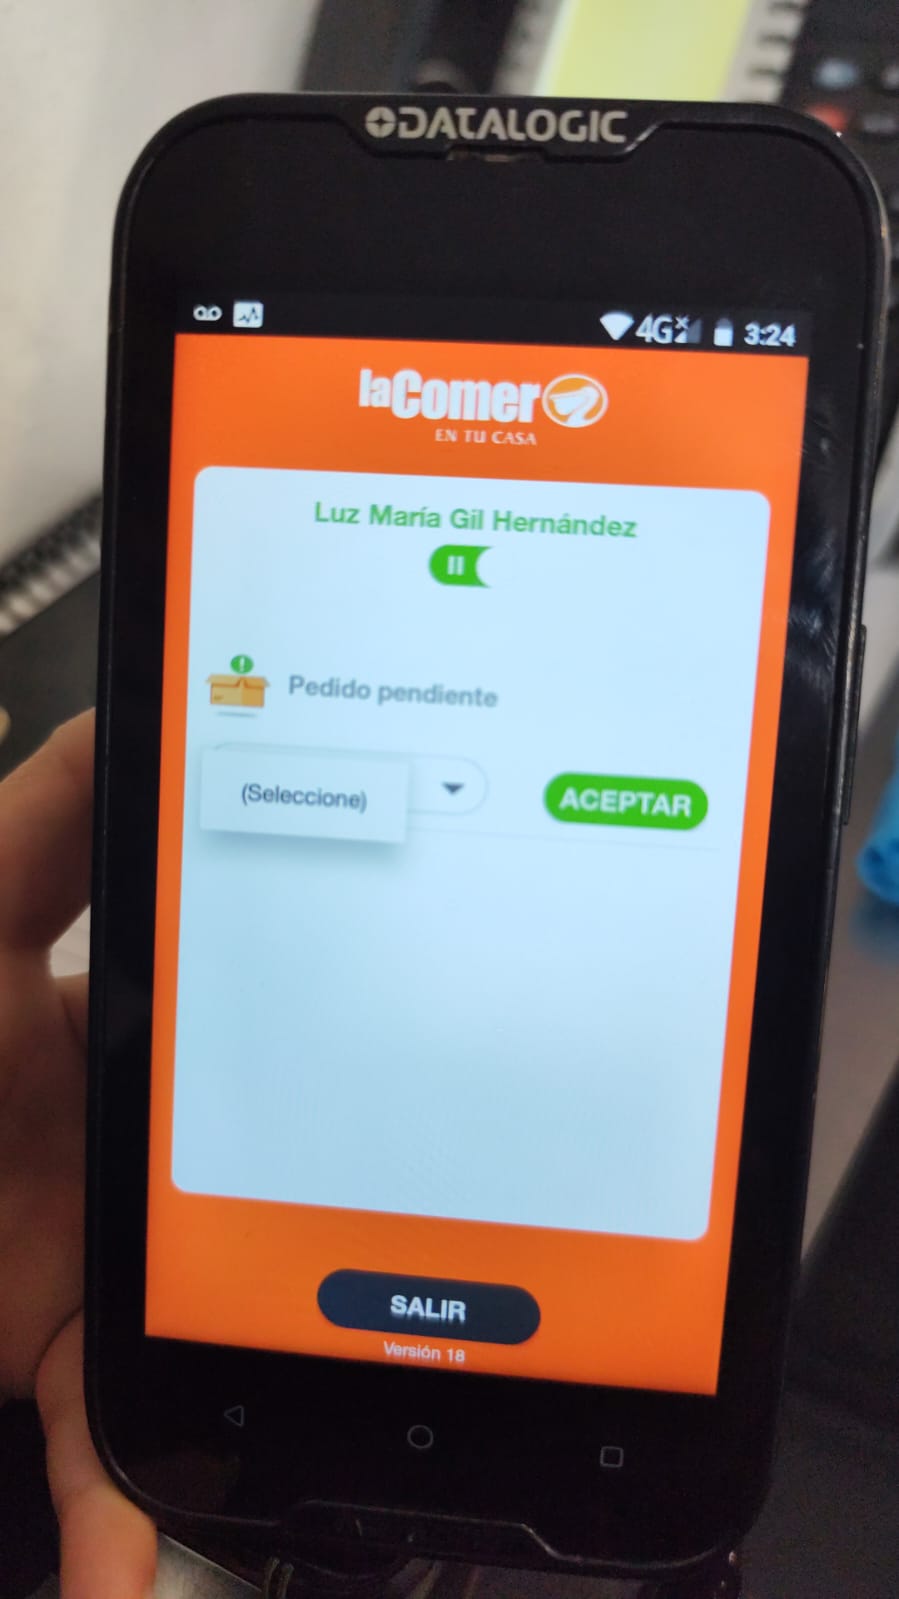 DATALOGIC
4G 3:24
laComer
EN TU CASA
Luz María Gil Hernández
Pedido pendiente
(Seleccione)
ACEPTAR
SALIR
Versión 18